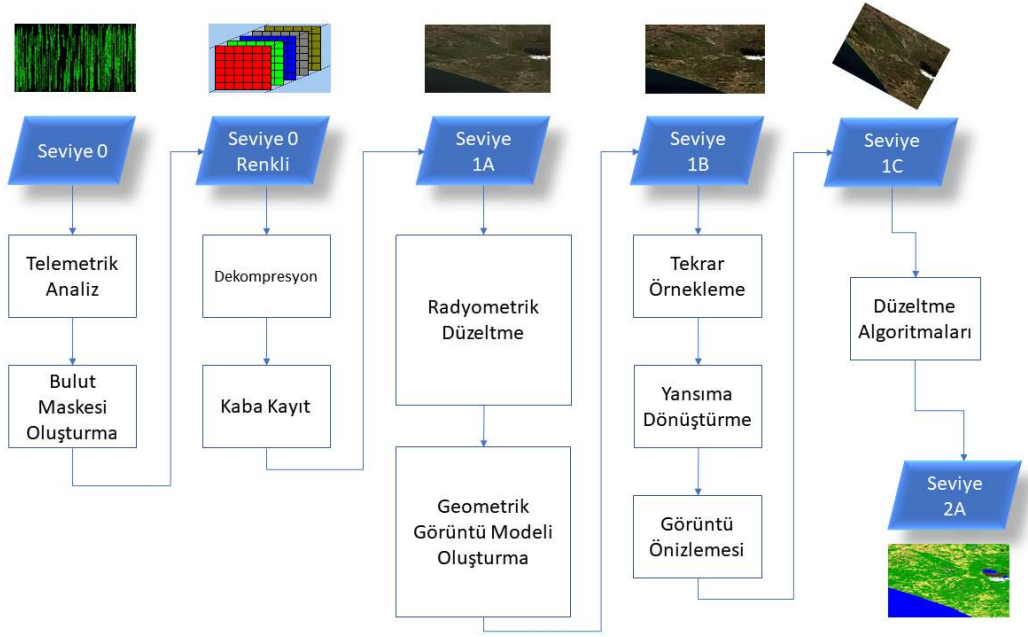 Seviye 0
Telemetrik
Analiz
Bulut
Maskesi
Oluşturma
Seviye 0
Renkli
Dekompresyon
Kaba Kayıt
Seviye
1A
Radyometrik
Düzeltme
Geometrik
Görüntü Modeli
Oluşturma
Seviye
1B
Tekrar
Örnekleme
Yansıma
Dönüştürme
Görüntü
Önizlemesi
Seviye
1C
Düzeltme
Algoritmaları
Seviye
2A